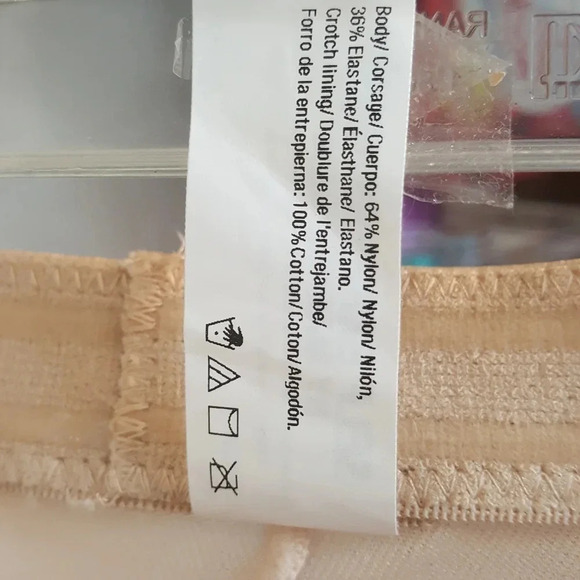 Body/ Corsage/ Cuerpo: 64% Nylon/ Nylon/ Nilón,
36% Elastane/ Élasthane/ Elastano.
Crotch lining/ Doublure de l'entrejambe/
Forro de la entrepierna: 100%Cotton/Coton/Algodón.